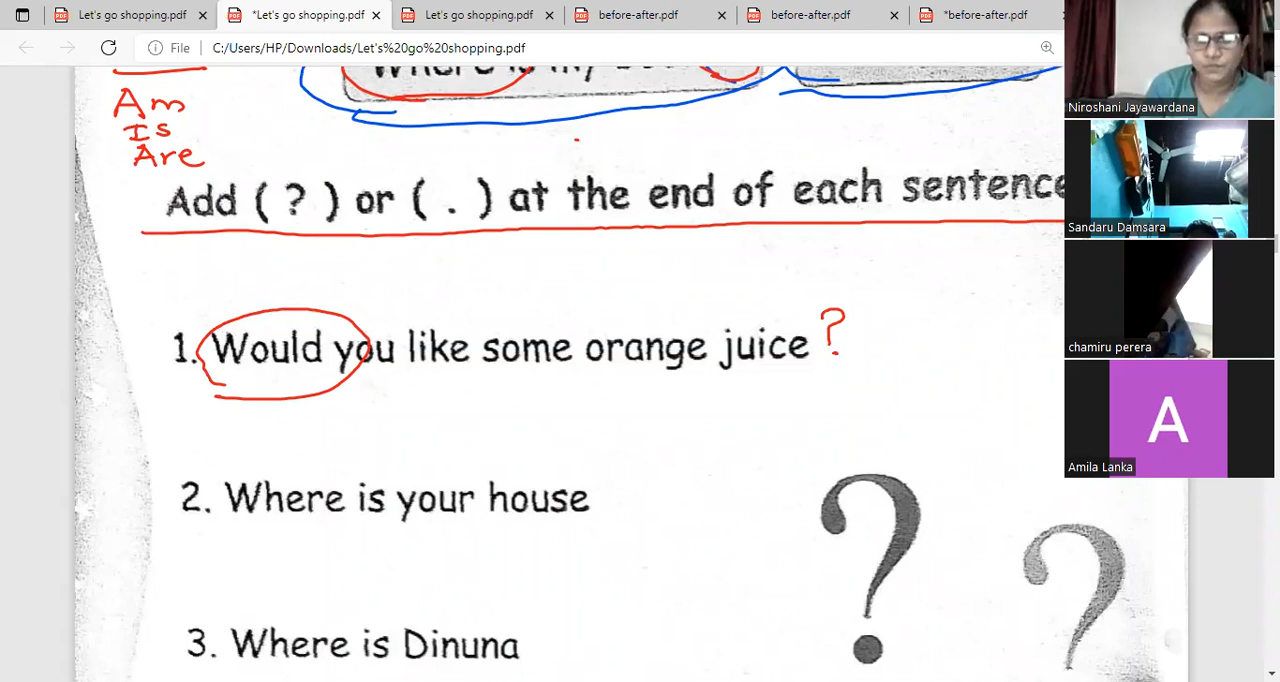 Let's go shopping.pdf
*Let's go shopping.pdf
Let's go shopping.pdf
before-after.pdf
before-after.pdf
*before-after.pdf
File
C:/Users/HP/Downloads/Let's%20go%20shopping.pdf
Niroshani Jayawardana
Sandaru Damsara
chamiru perera
A
Amila Lanka
Am
Is
Are
Add ( ? ) or ( . ) at the end of each sentence
1. Would you like some orange juice ?
2. Where is your house
3. Where is Dinuna
? ?